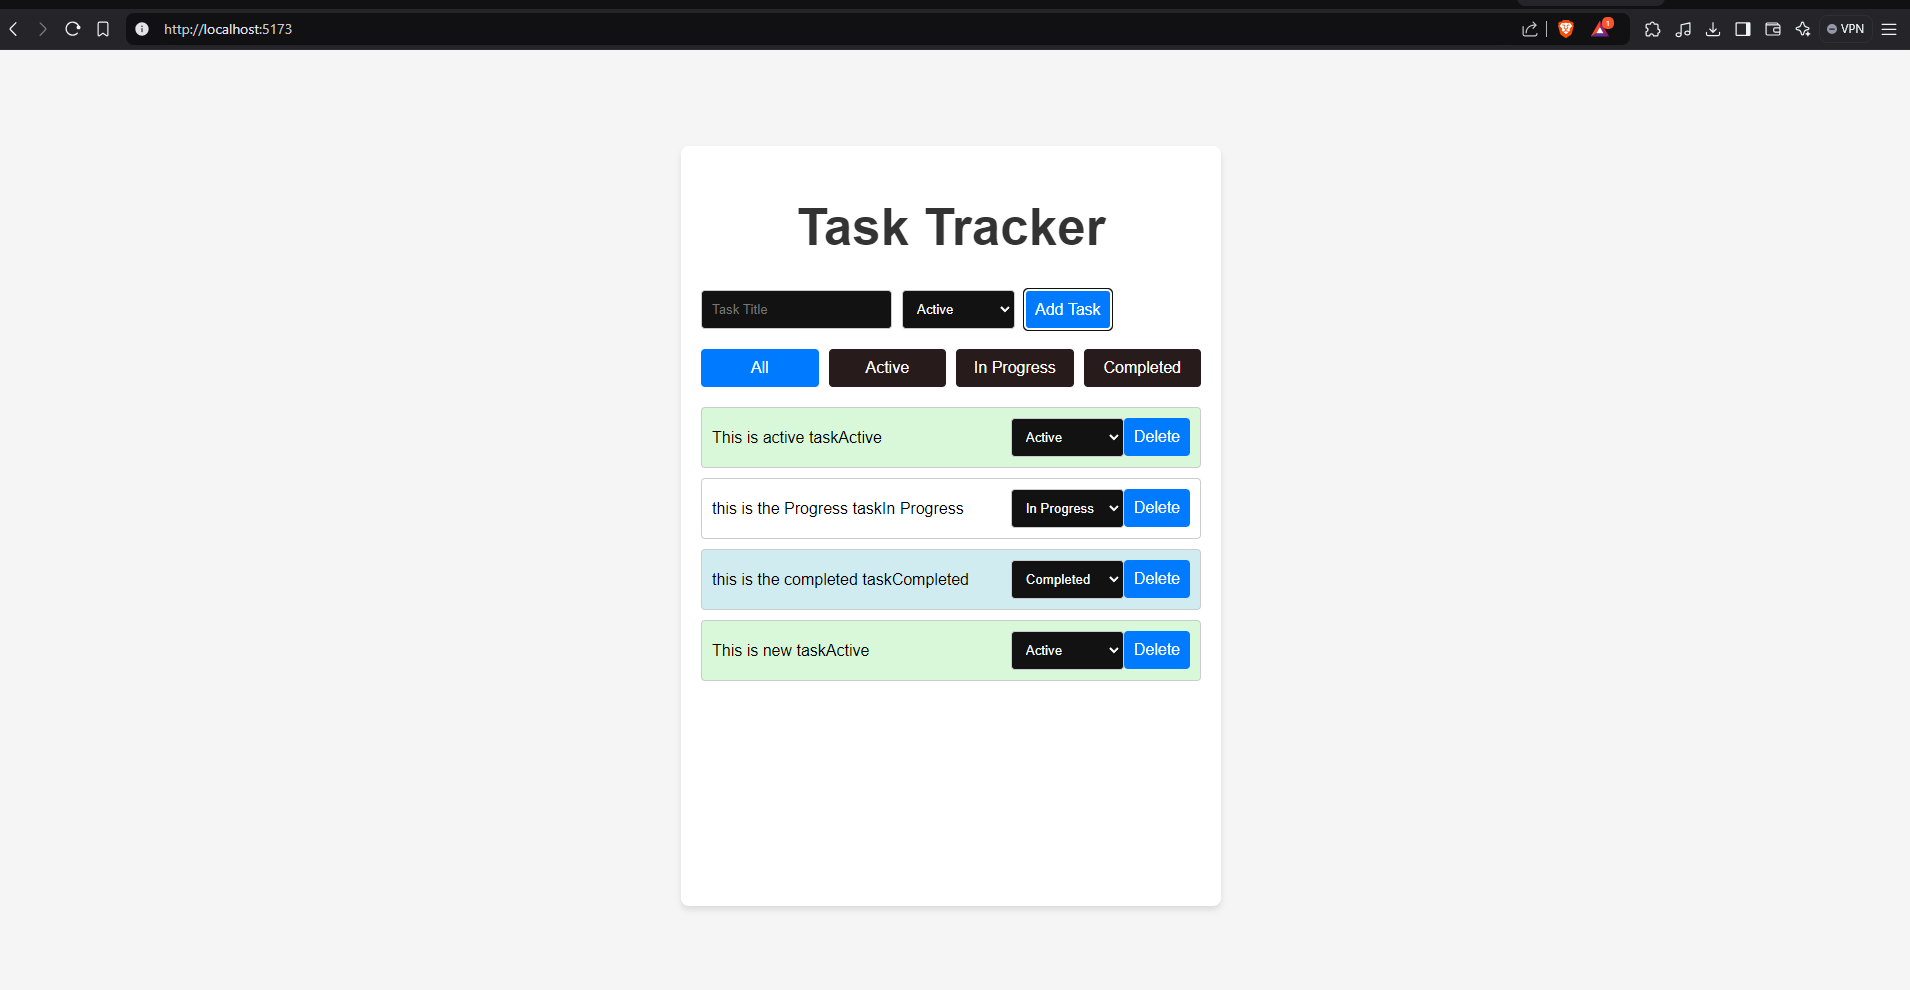 http://localhost:5173
1
VPN
Task Tracker
Task Title Active Add Task
All Active In Progress Completed
This is active taskActive Active Delete
this is the Progress taskIn Progress In Progress Delete
this is the completed taskCompleted Completed Delete
This is new taskActive Active Delete